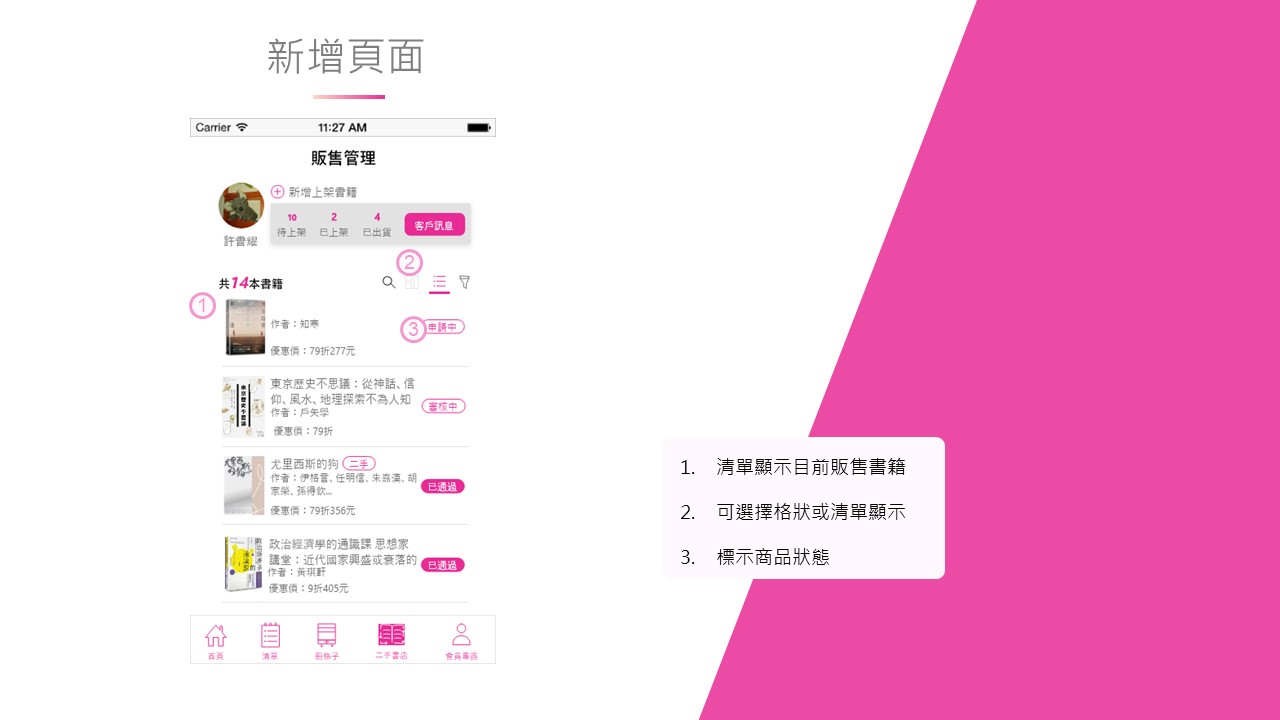 新增頁面
Carrier 11:27 AM
販售管理
新增上架書籍
10 2 4
待上架 已上架 已出貨 客戶訊息
許書耀
2
共14本書籍
1
作者：知寒
3 申請中
優惠價：79折277元
東京歷史不思議：從神話、信
仰、風水、地理探索不為人知
作者：戶矢學
審核中
優惠價：79折
尤里西斯的狗 二手
作者：伊格言、任明信、朱嘉漢、胡
家榮、孫得欽...
已通過
優惠價：79折356元
政治經濟學的通識課 思想家
講堂：近代國家興盛或衰落的
作者：黃琪軒
已通過
優惠價：9折405元
首頁 清單 租格子 二手書店 會員專區
1. 清單顯示目前販售書籍
2. 可選擇格狀或清單顯示
3. 標示商品狀態